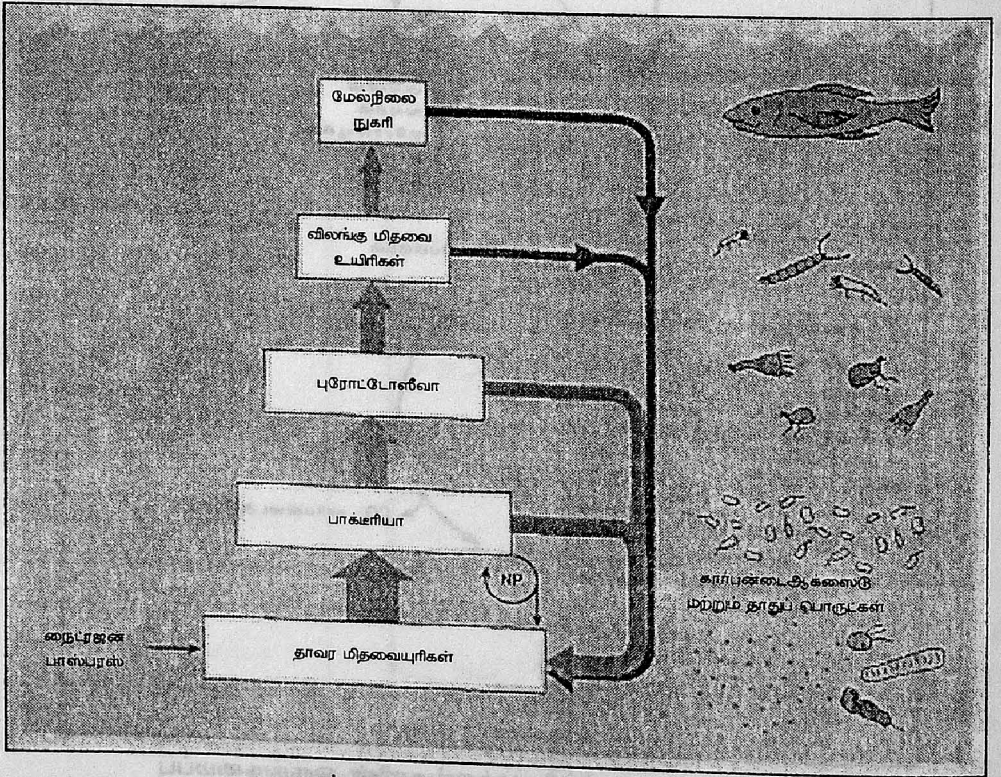 மேல்நிலை
நுகரி
விலங்கு மிதவை
உயிரிகள்
புரோட்டோஸீவா
பாக்டீரியா
NP
கார்பன்டைஆக்ஸைடு
மற்றும் தாதுப் பொருட்கள்
நைட்ரஜன்
பாஸ்பரஸ்
தாவர மிதவையுரிகள்